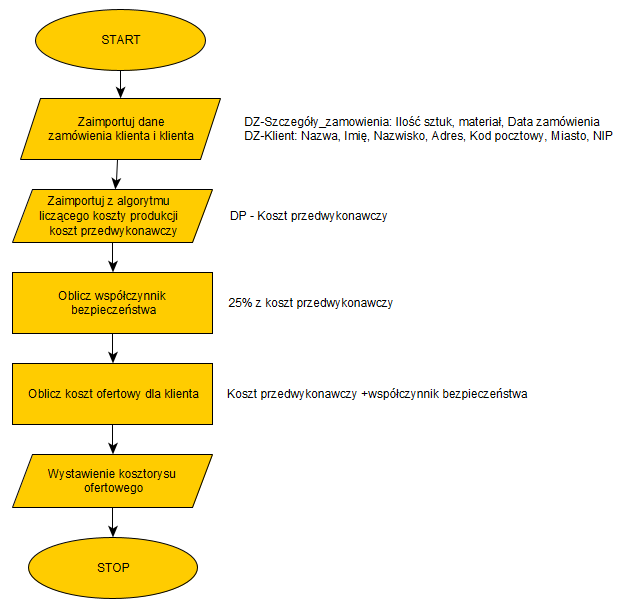 START
Zaimportuj dane
zamówienia klienta i klienta
DZ-Szczegóły_zamowienia: Ilość sztuk, materiał, Data zamówienia
DZ-Klient: Nazwa, Imię, Nazwisko, Adres, Kod pocztowy, Miasto, NIP
Zaimportuj z algorytmu
liczącego koszty produkcji
koszt przedwykonawczy
DP - Koszt przedwykonawczy
Oblicz współczynnik
bezpieczeństwa
25% z koszt przedwykonawczy
Oblicz koszt ofertowy dla klienta
Koszt przedwykonawczy +współczynnik bezpieczeństwa
Wystawienie kosztorysu
ofertowego
STOP